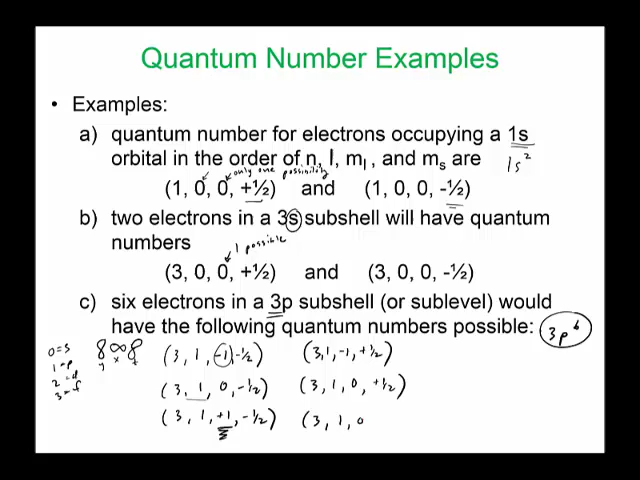 Quantum Number Examples
• Examples:
a) quantum number for electrons occupying a 1s
orbital in the order of n, l, ml, and ms are
1s²
only one possibility
(1, 0, 0, +½) and (1, 0, 0, -½)
b) two electrons in a 3s subshell will have quantum
numbers
1 possible
(3, 0, 0, +½) and (3, 0, 0, -½)
c) six electrons in a 3p subshell (or sublevel) would
have the following quantum numbers possible:
3p⁶
0=s
1=p
2=d
3=f
8 ∞ 8
y x z
(3, 1, -1, -1/2) (3, 1, -1, +1/2)
(3, 1, 0, -1/2) (3, 1, 0, +1/2)
(3, 1, +1, -1/2) (3, 1, 0